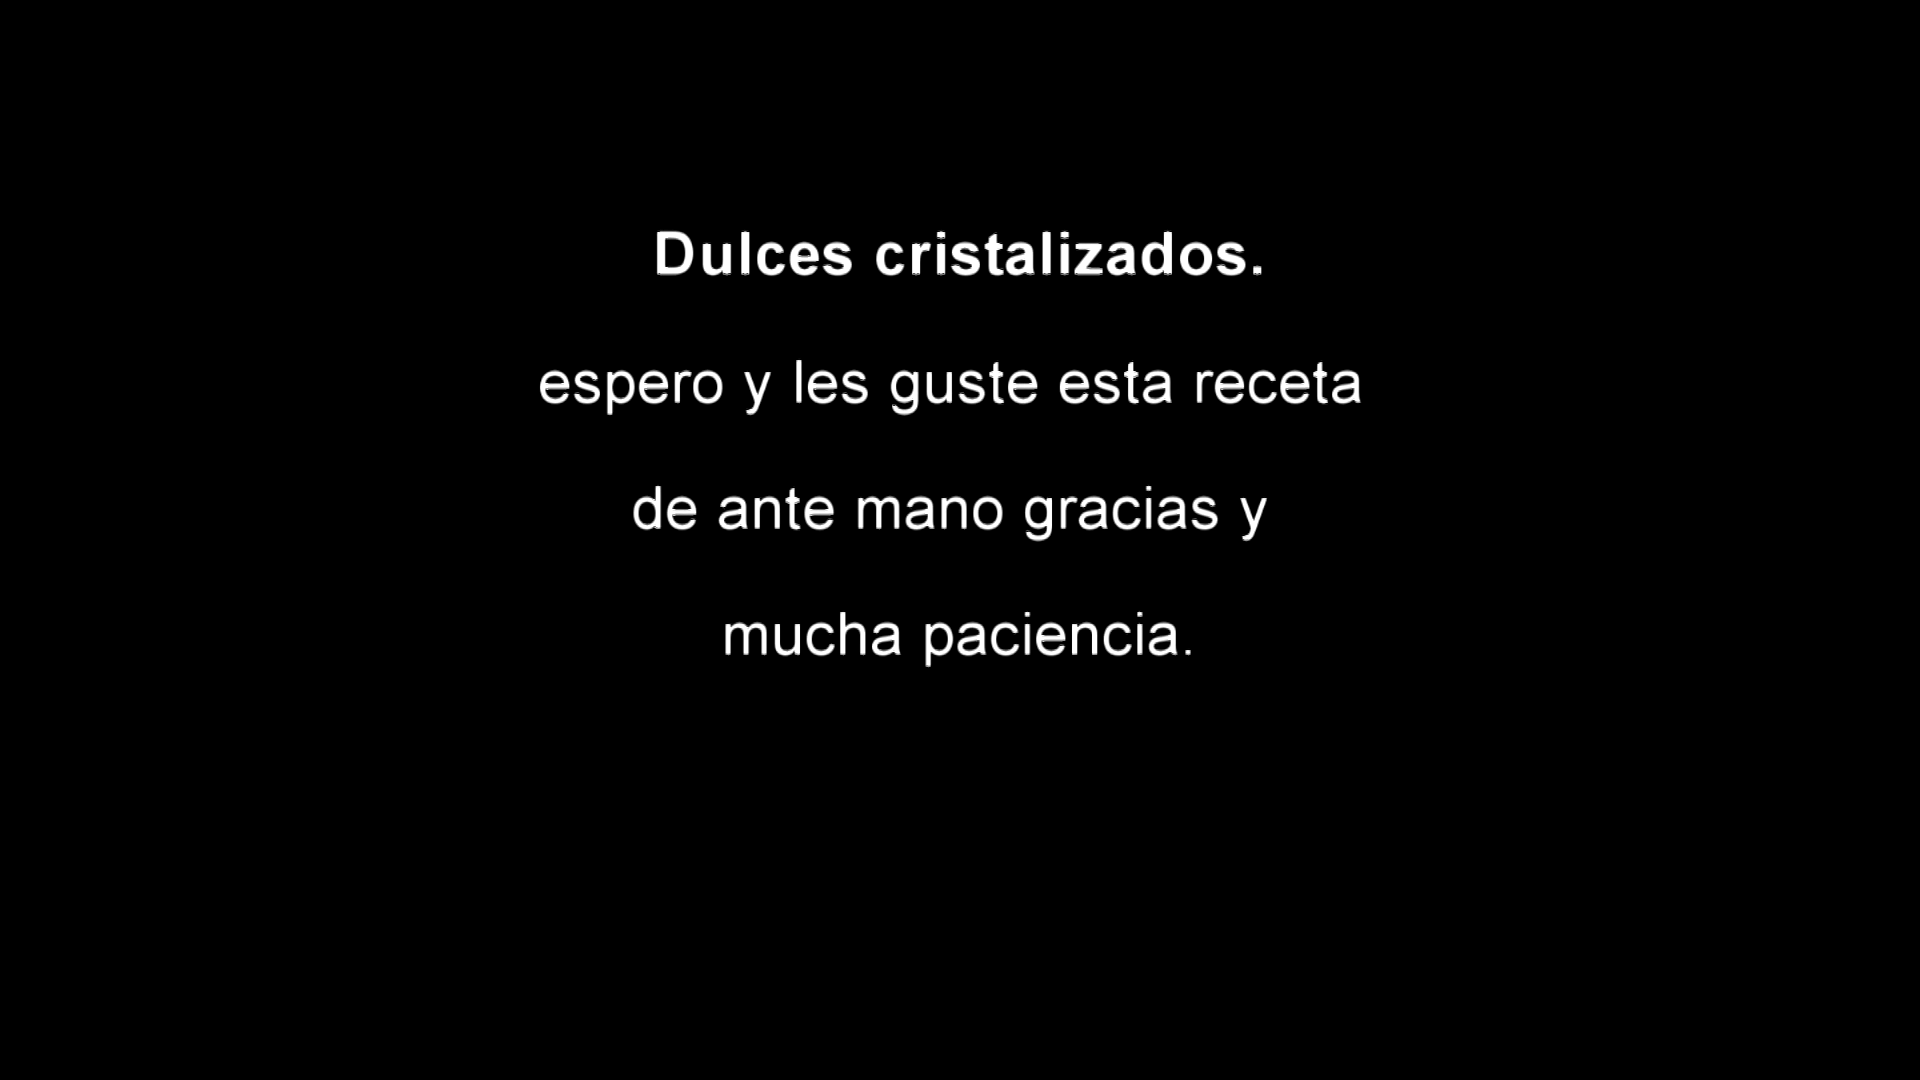 Dulces cristalizados.
espero y les guste esta receta
de ante mano gracias y
mucha paciencia.